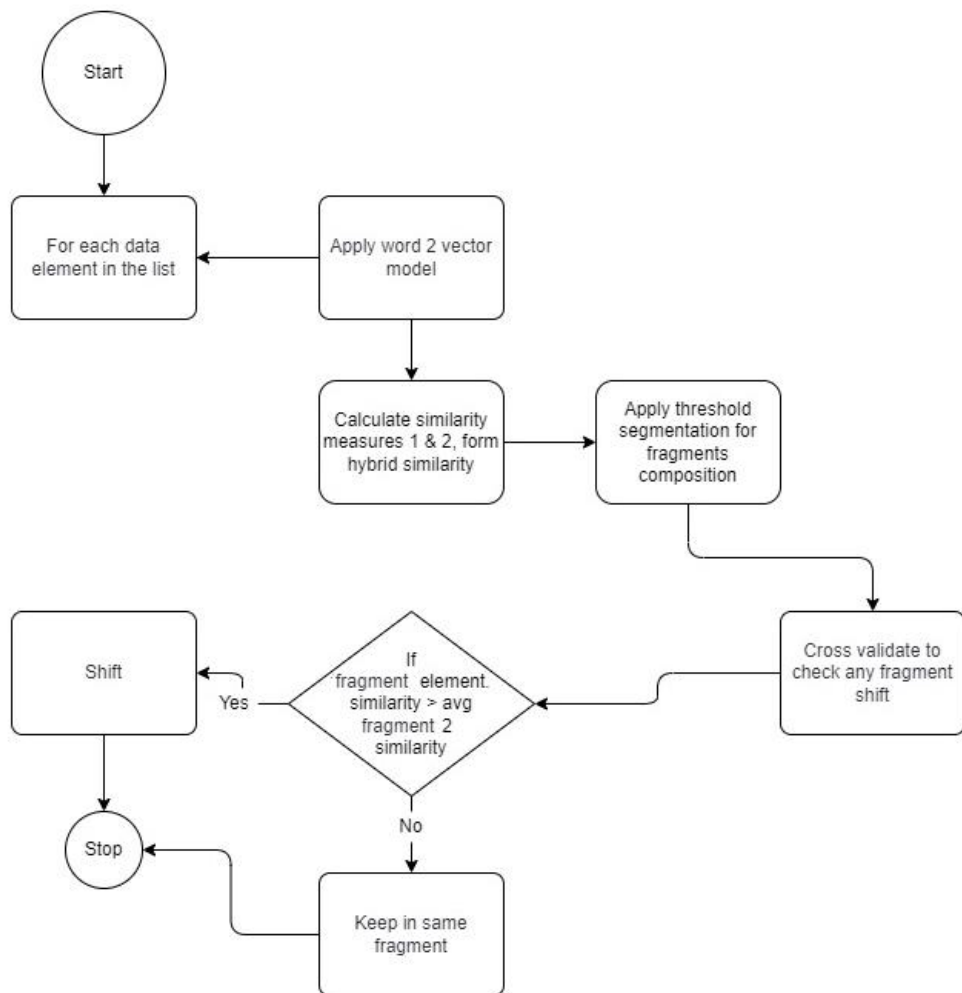 Start
For each data
element in the list
Apply word 2 vector
model
Calculate similarity
measures 1 & 2, form
hybrid similarity
Apply threshold
segmentation for
fragments
composition
Cross validate to
check any fragment
shift
If
fragment element.
similarity > avg
fragment 2
similarity
Yes
Shift
No
Stop
Keep in same
fragment